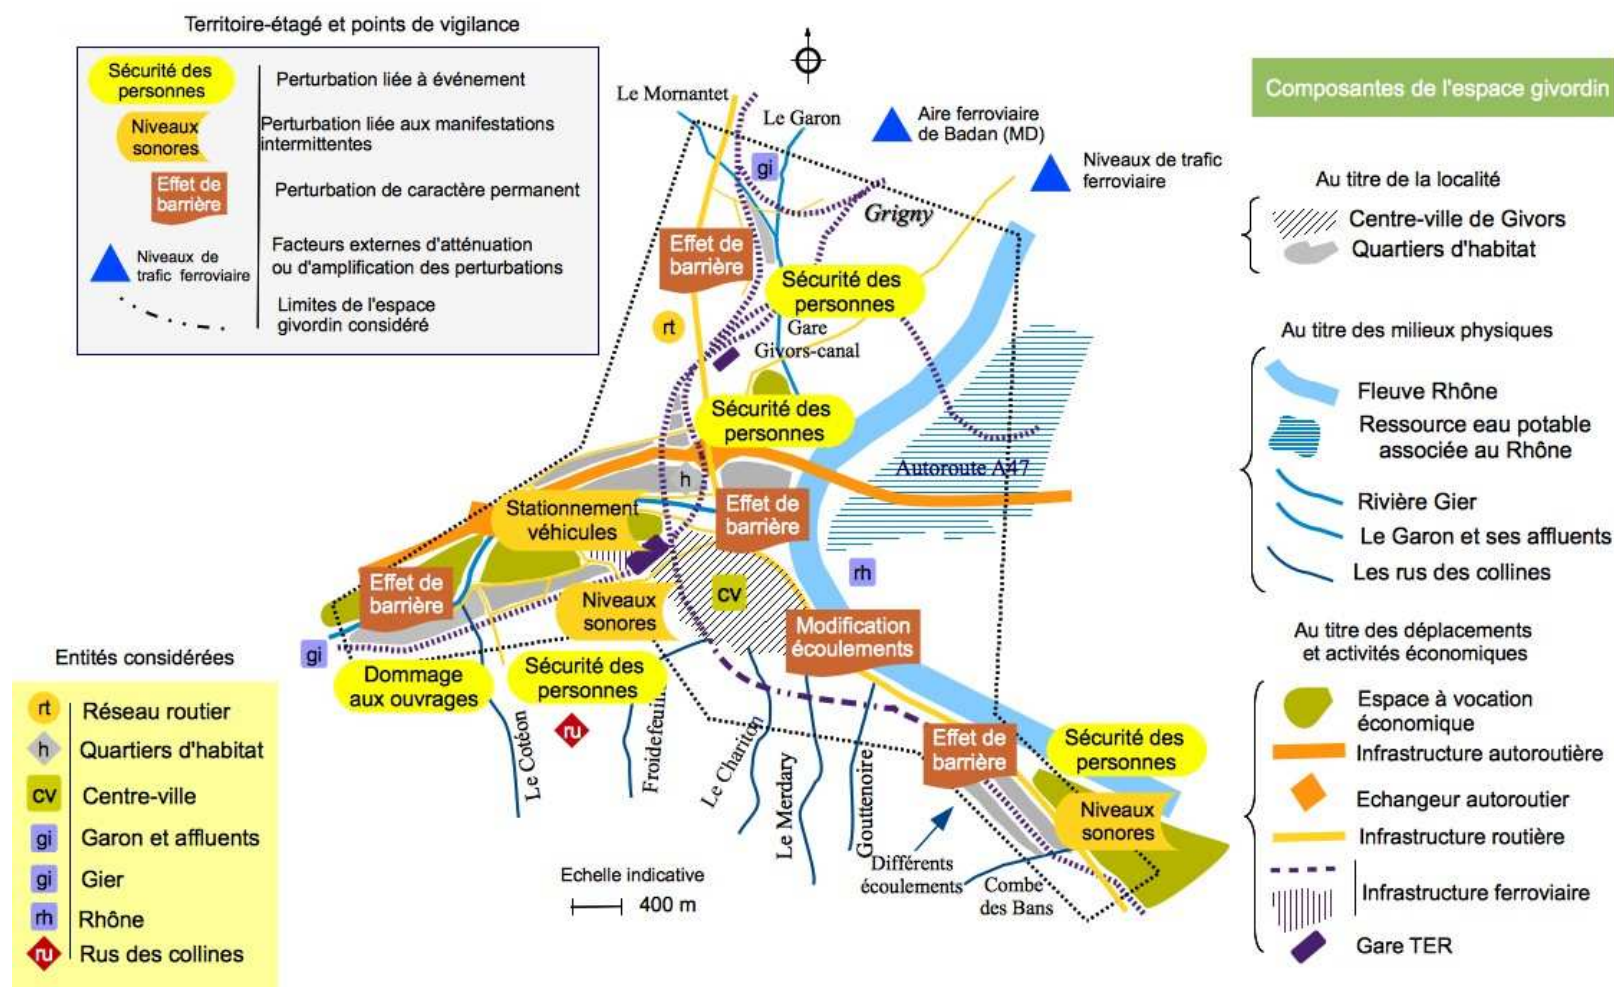 Territoire-étagé et points de vigilance
Sécurité des
personnes
Perturbation liée à événement
Niveaux
sonores
Perturbation liée aux manifestations
intermittentes
Effet de
barrière
Perturbation de caractère permanent
Niveaux de
trafic ferroviaire
Facteurs externes d'atténuation
ou d'amplification des perturbations
Limites de l'espace
givordin considéré
Le Mornantet
Le Garon
gi
Aire ferroviaire
de Badan (MD)
Niveaux de trafic
ferroviaire
Grigny
Effet de
barrière
Sécurité des
personnes
rt
Gare
Givors-canal
Sécurité des
personnes
Autoroute A47
h
Stationnement
véhicules
Effet de
barrière
Effet de
barrière
rh
cv
Niveaux
sonores
Modification
écoulements
gi
Dommage
aux ouvrages
Sécurité des
personnes
ru
Le Cotéon
Le Chariton
Le Merdary
Gouttenoire
Effet de
barrière
Sécurité des
personnes
Niveaux
sonores
Différents
écoulements
Combe
des Bans
Echelle indicative
400 m
Entités considérées
rt Réseau routier
h Quartiers d'habitat
cv Centre-ville
gi Garon et affluents
gi Gier
rh Rhône
ru Rus des collines
Composantes de l'espace givordin
Au titre de la localité
Centre-ville de Givors
Quartiers d'habitat
Au titre des milieux physiques
Fleuve Rhône
Ressource eau potable
associée au Rhône
Rivière Gier
Le Garon et ses affluents
Les rus des collines
Au titre des déplacements
et activités économiques
Espace à vocation
économique
Infrastructure autoroutière
Echangeur autoroutier
Infrastructure routière
Infrastructure ferroviaire
Gare TER